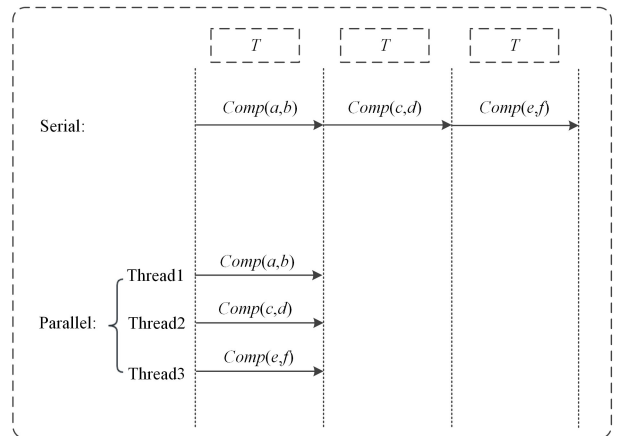 T T T
Serial: Comp(a,b) Comp(c,d) Comp(e,f)
Thread1 Comp(a,b)
Parallel: Thread2 Comp(c,d)
Thread3 Comp(e,f)